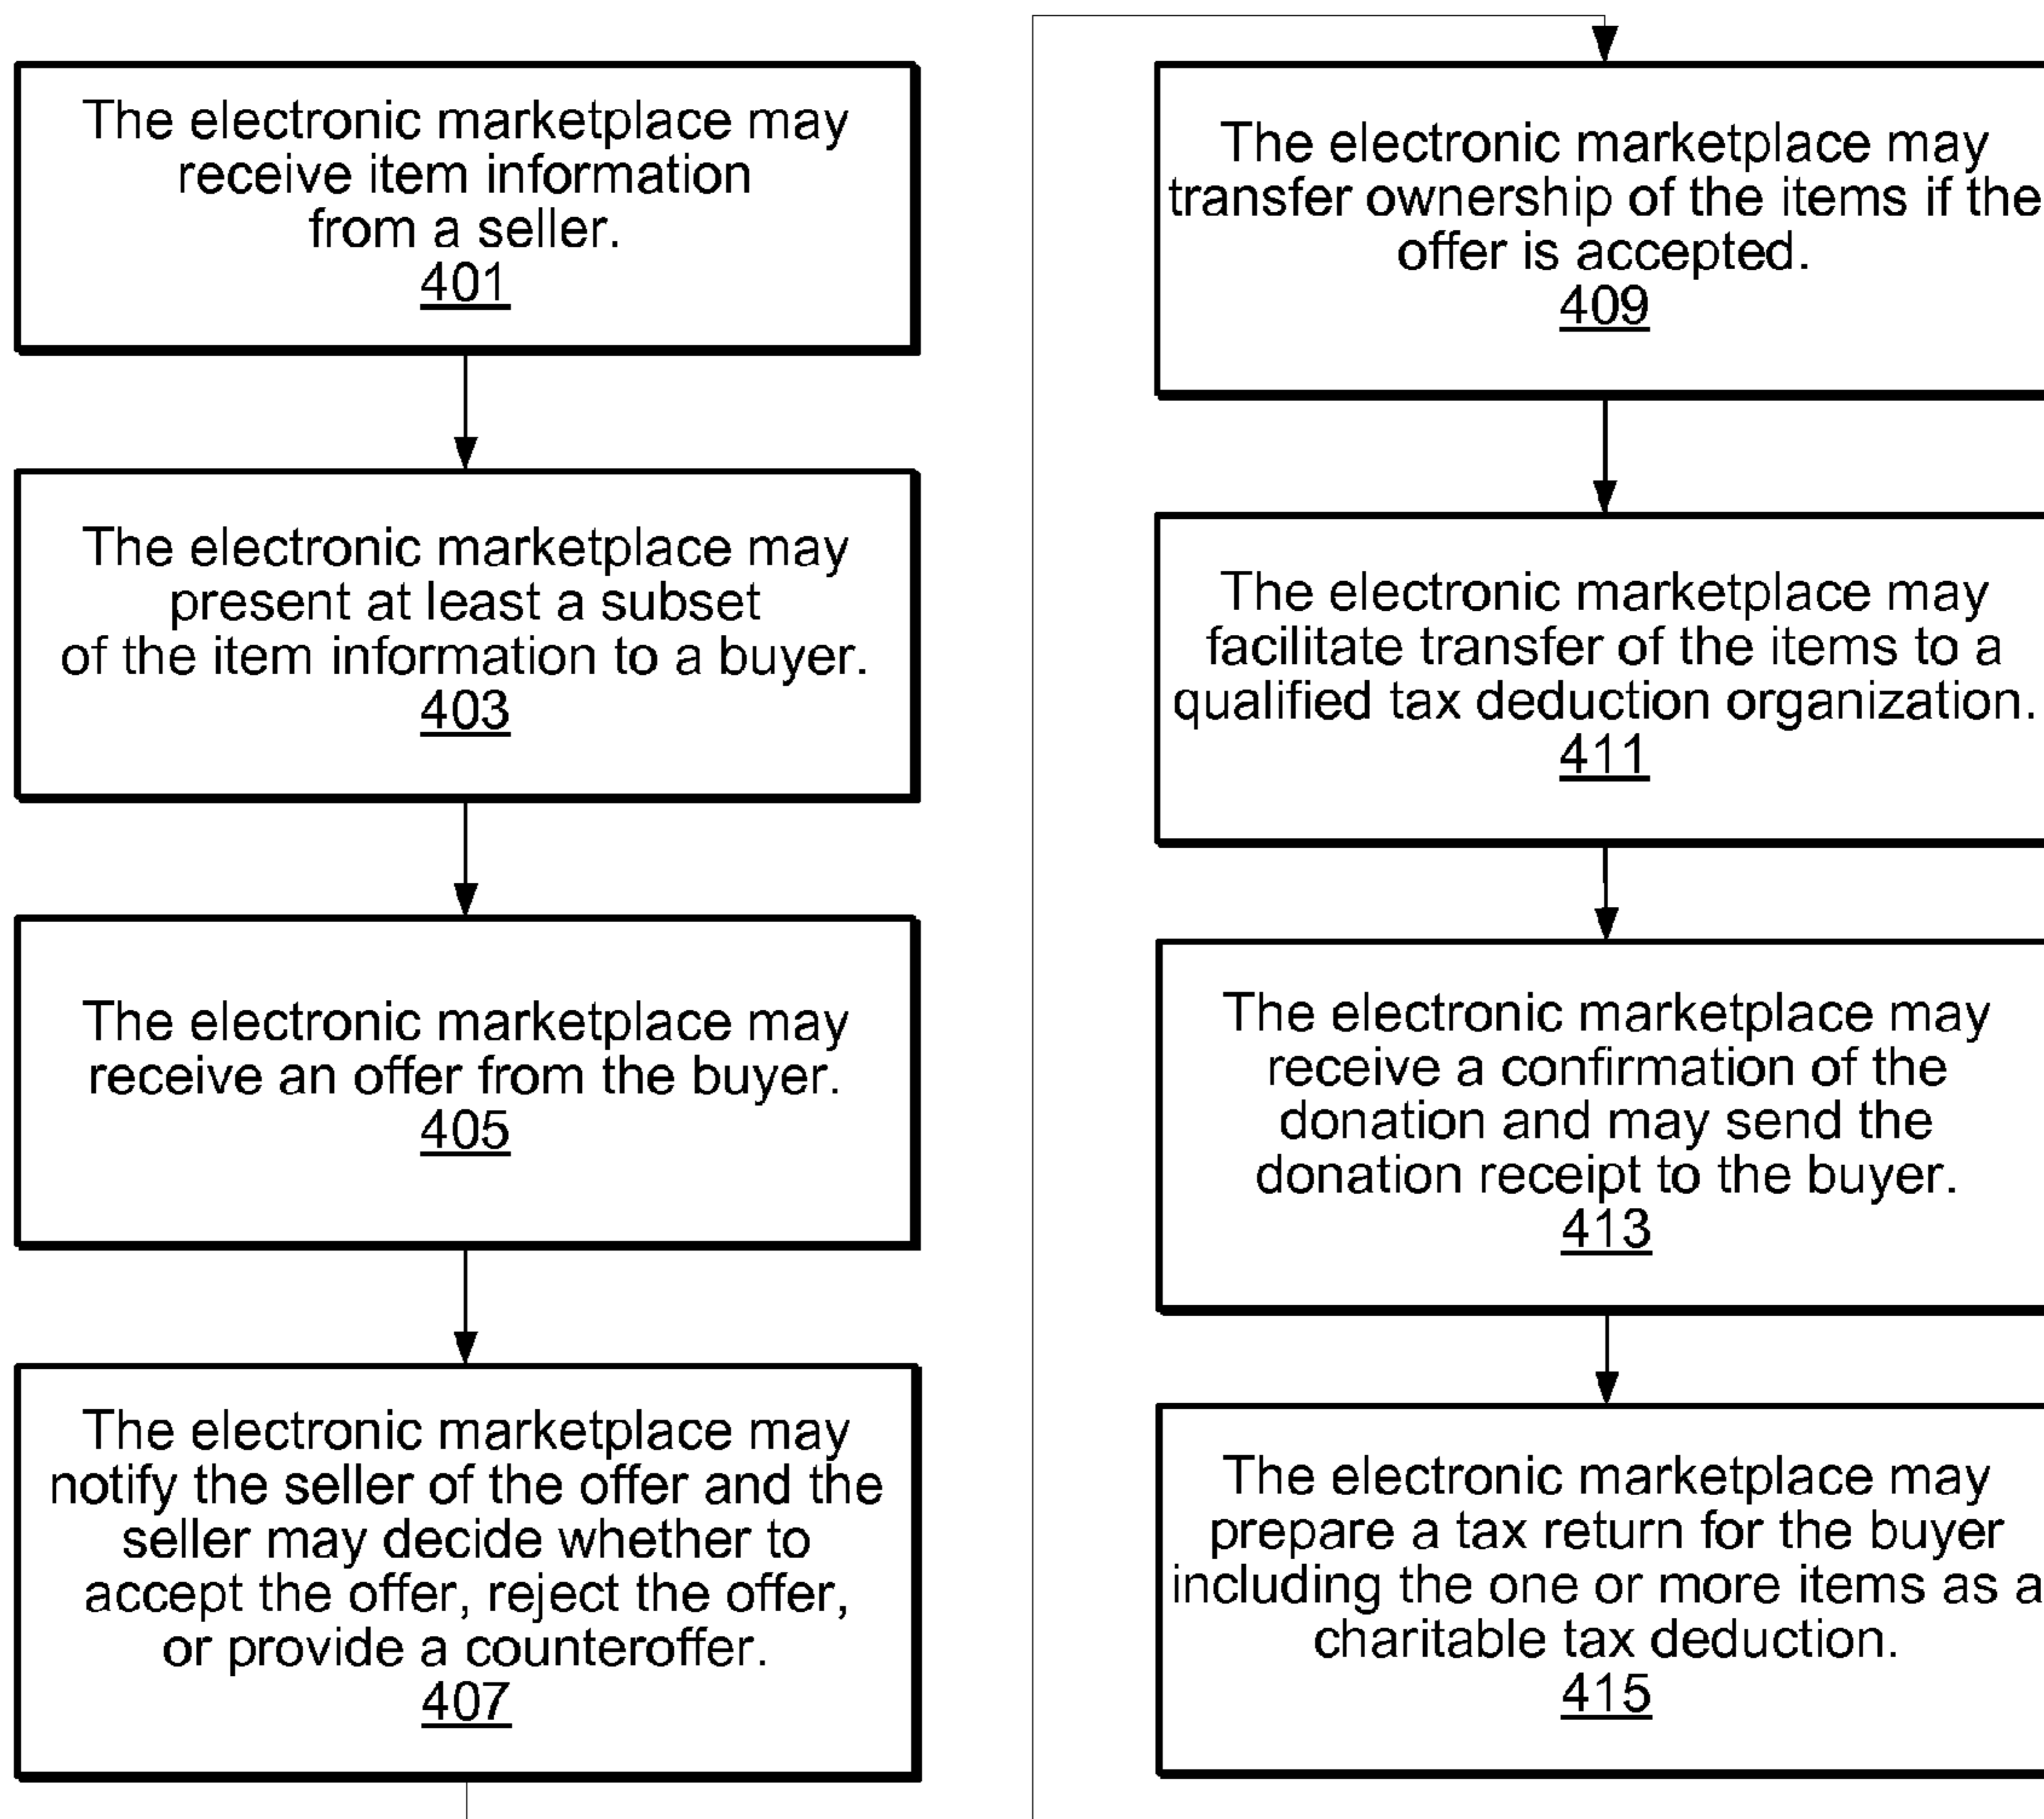 The electronic marketplace may
receive item information
from a seller.
401
The electronic marketplace may
present at least a subset
of the item information to a buyer.
403
The electronic marketplace may
receive an offer from the buyer.
405
The electronic marketplace may
notify the seller of the offer and the
seller may decide whether to
accept the offer, reject the offer,
or provide a counteroffer.
407
The electronic marketplace may
transfer ownership of the items if the
offer is accepted.
409
The electronic marketplace may
facilitate transfer of the items to a
qualified tax deduction organization.
411
The electronic marketplace may
receive a confirmation of the
donation and may send the
donation receipt to the buyer.
413
The electronic marketplace may
prepare a tax return for the buyer
including the one or more items as a
charitable tax deduction.
415